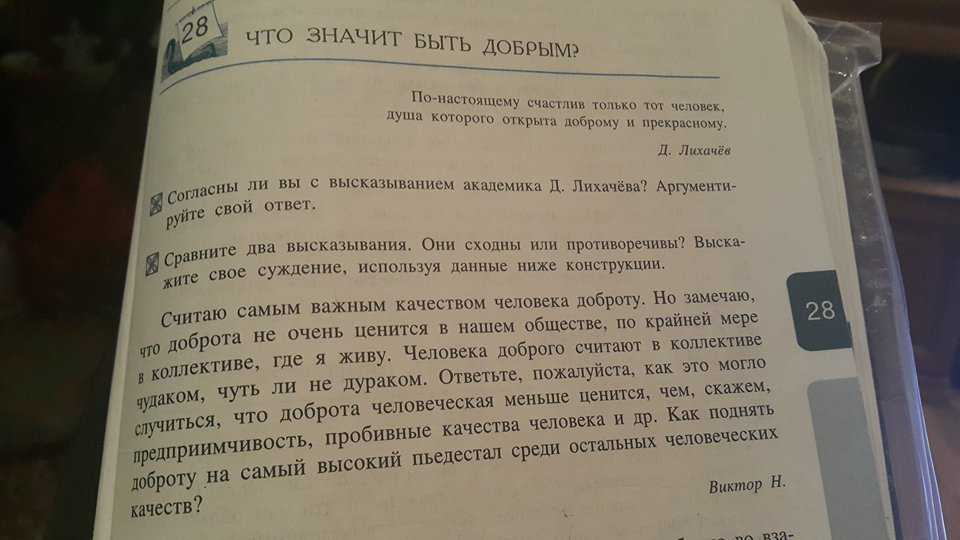 28
ЧТО ЗНАЧИТ БЫТЬ ДОБРЫМ?
По-настоящему счастлив только тот человек,
душа которого открыта доброму и прекрасному.
Д. Лихачёв
Согласны ли вы с высказыванием академика Д. Лихачёва? Аргументи-
руйте свой ответ.
Сравните два высказывания. Они сходны или противоречивы? Выска-
жите свое суждение, используя данные ниже конструкции.
Считаю самым важным качеством человека доброту. Но замечаю,
что доброта не очень ценится в нашем обществе, по крайней мере
в коллективе, где я живу. Человека доброго считают в коллективе
чудаком, чуть ли не дураком. Ответьте, пожалуйста, как это могло
случиться, что доброта человеческая меньше ценится, чем, скажем,
предприимчивость, пробивные качества человека и др. Как поднять
доброту на самый высокий пьедестал среди остальных человеческих
качеств?
Виктор Н.
28
во вза-